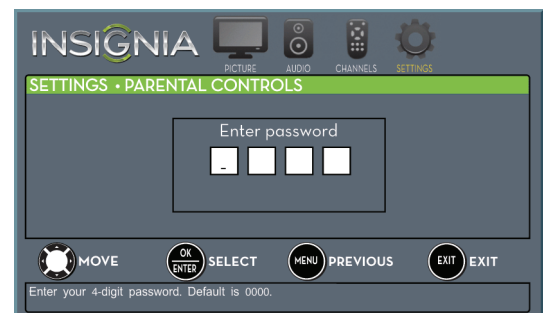 INSIGNIA
PICTURE AUDIO CHANNELS SETTINGS
SETTINGS • PARENTAL CONTROLS
Enter password
-
MOVE OK ENTER SELECT MENU PREVIOUS EXIT EXIT
Enter your 4-digit password. Default is 0000.